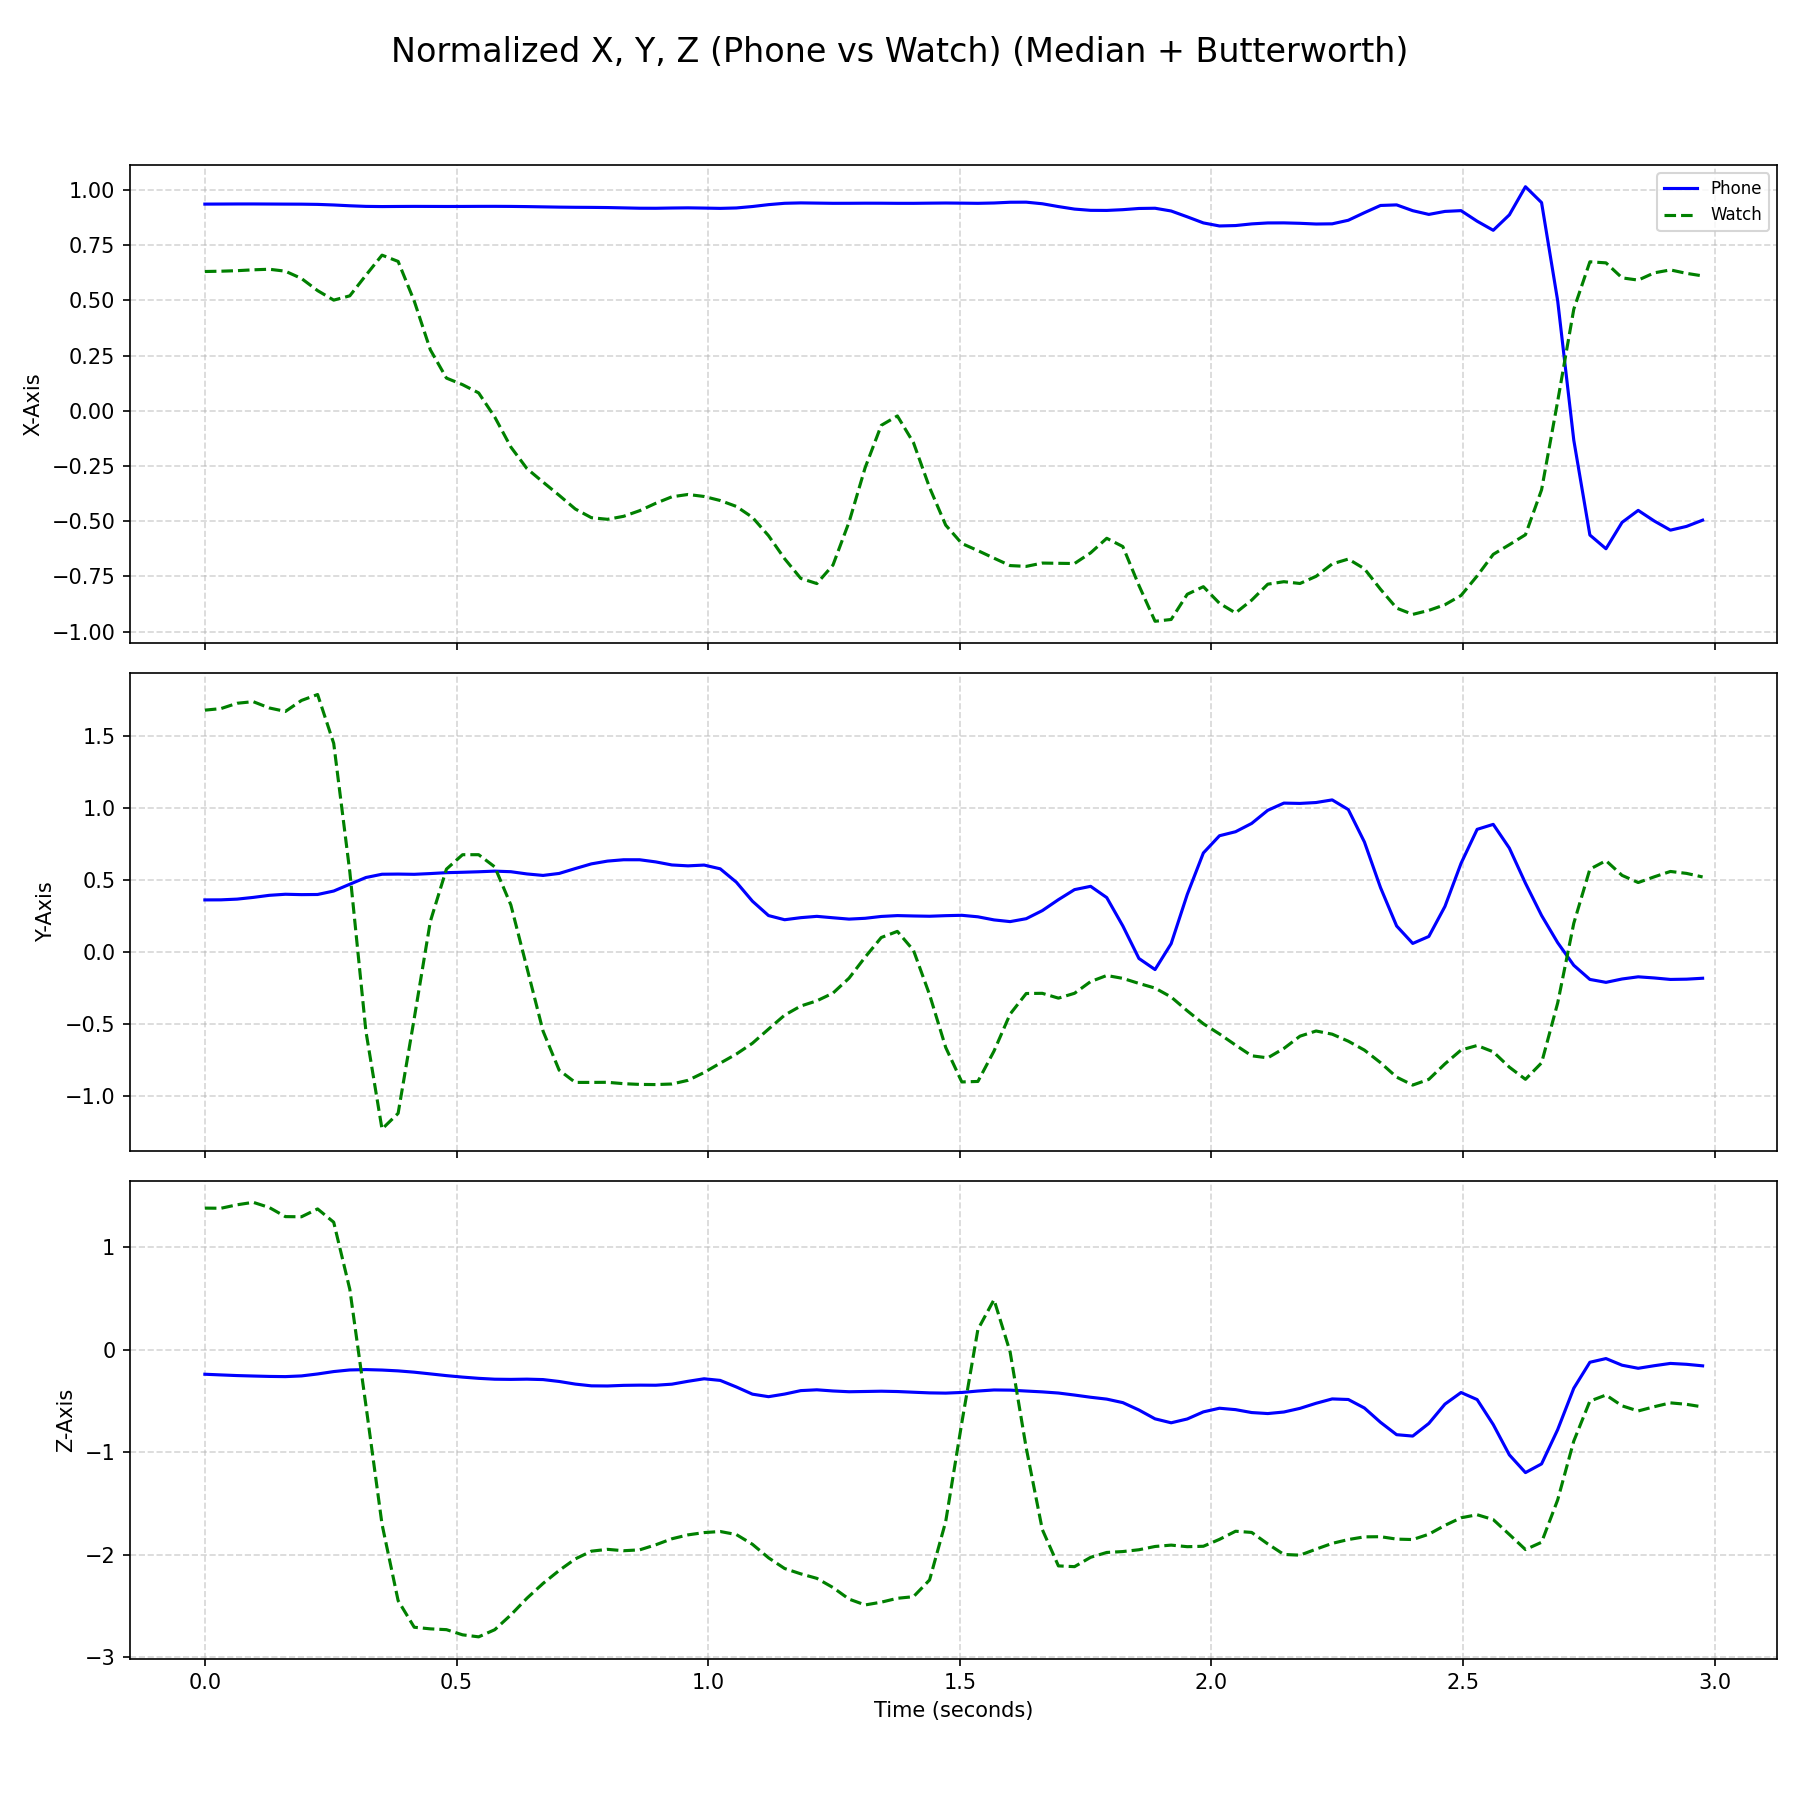 Normalized X, Y, Z (Phone vs Watch) (Median + Butterworth)
Phone
Watch
X-Axis
1.00
0.75
0.50
0.25
0.00
−0.25
−0.50
−0.75
−1.00
Y-Axis
1.5
1.0
0.5
0.0
−0.5
−1.0
Z-Axis
1
0
−1
−2
−3
0.0 0.5 1.0 1.5 2.0 2.5 3.0
Time (seconds)